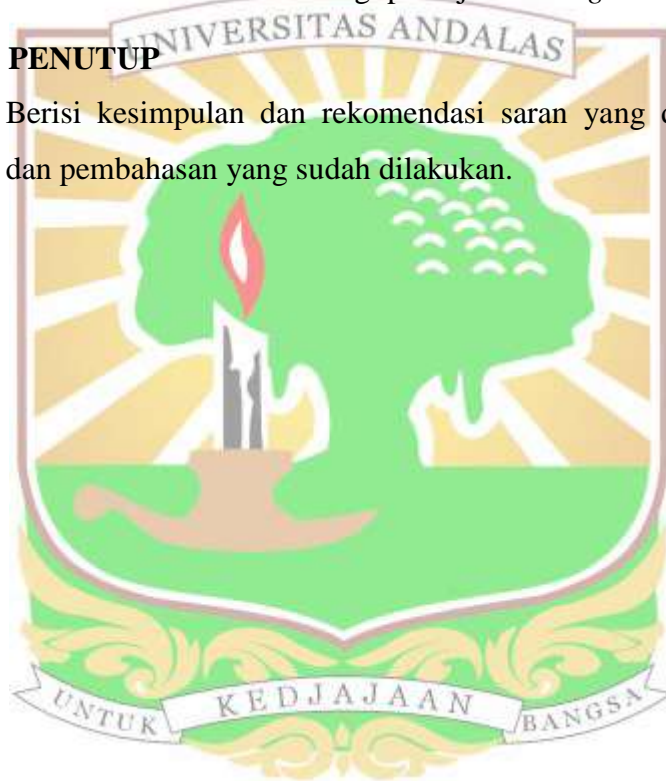 UNIVERSITAS ANDALAS
PENUTUP
Berisi kesimpulan dan rekomendasi saran yang
dan pembahasan yang sudah dilakukan.
UNTUK KEDJAJAAN BANGSA